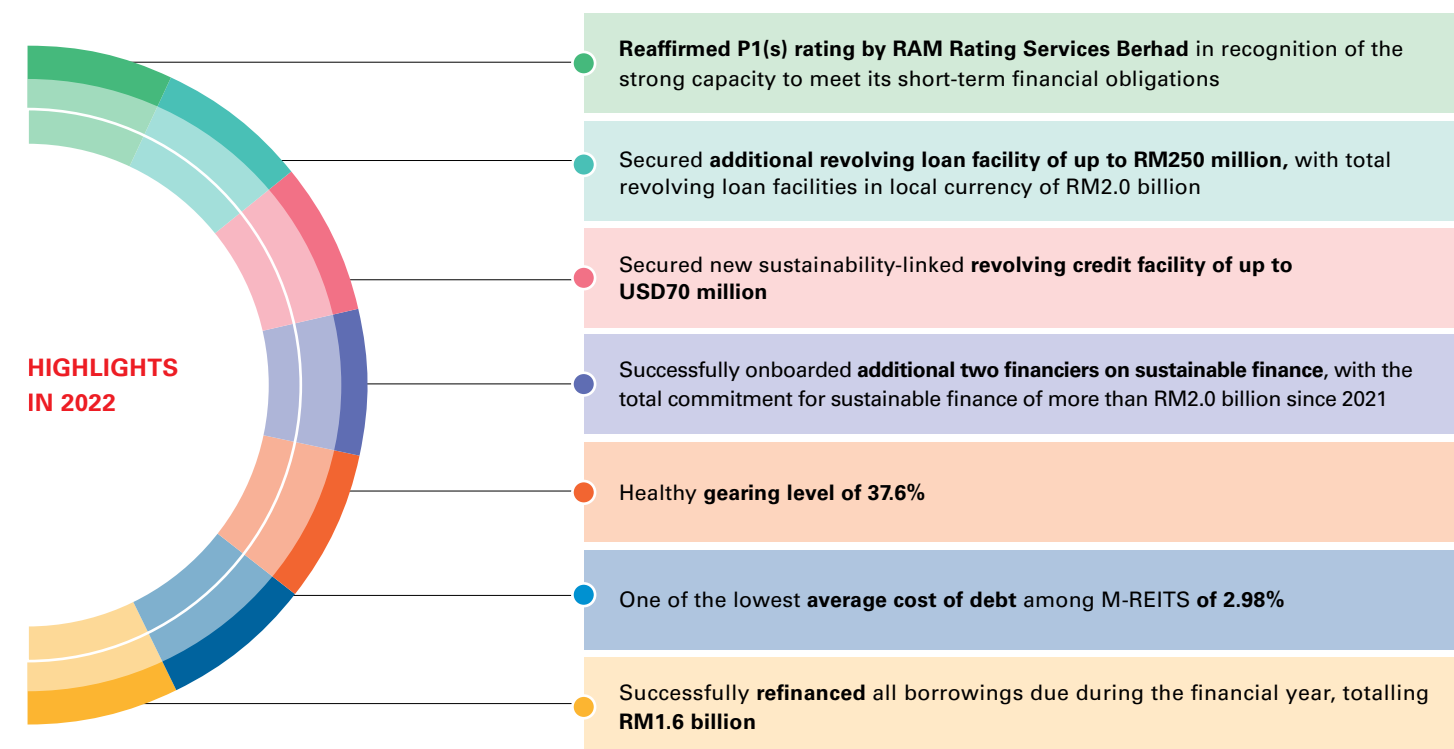 HIGHLIGHTS
IN 2022
Reaffirmed P1(s) rating by RAM Rating Services Berhad in recognition of the
strong capacity to meet its short-term financial obligations
Secured additional revolving loan facility of up to RM250 million, with total
revolving loan facilities in local currency of RM2.0 billion
Secured new sustainability-linked revolving credit facility of up to
USD70 million
Successfully onboarded additional two financiers on sustainable finance, with the
total commitment for sustainable finance of more than RM2.0 billion since 2021
Healthy gearing level of 37.6%
One of the lowest average cost of debt among M-REITS of 2.98%
Successfully refinanced all borrowings due during the financial year, totalling
RM1.6 billion